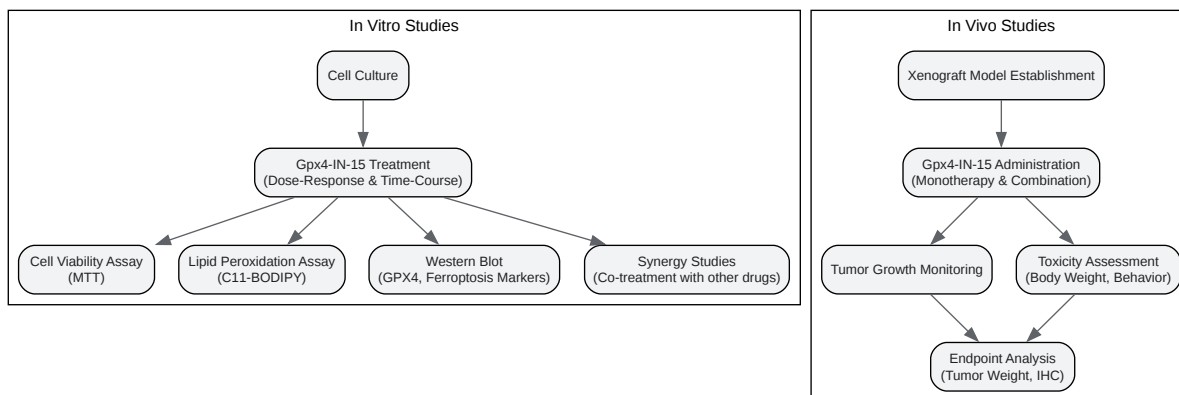 In Vitro Studies
Cell Culture
Gpx4-IN-15 Treatment
(Dose-Response & Time-Course)
Cell Viability Assay
(MTT)
Lipid Peroxidation Assay
(C11-BODIPY)
Western Blot
(GPX4, Ferroptosis Markers)
Synergy Studies
(Co-treatment with other drugs)
In Vivo Studies
Xenograft Model Establishment
Gpx4-IN-15 Administration
(Monotherapy & Combination)
Tumor Growth Monitoring
Toxicity Assessment
(Body Weight, Behavior)
Endpoint Analysis
(Tumor Weight, IHC)